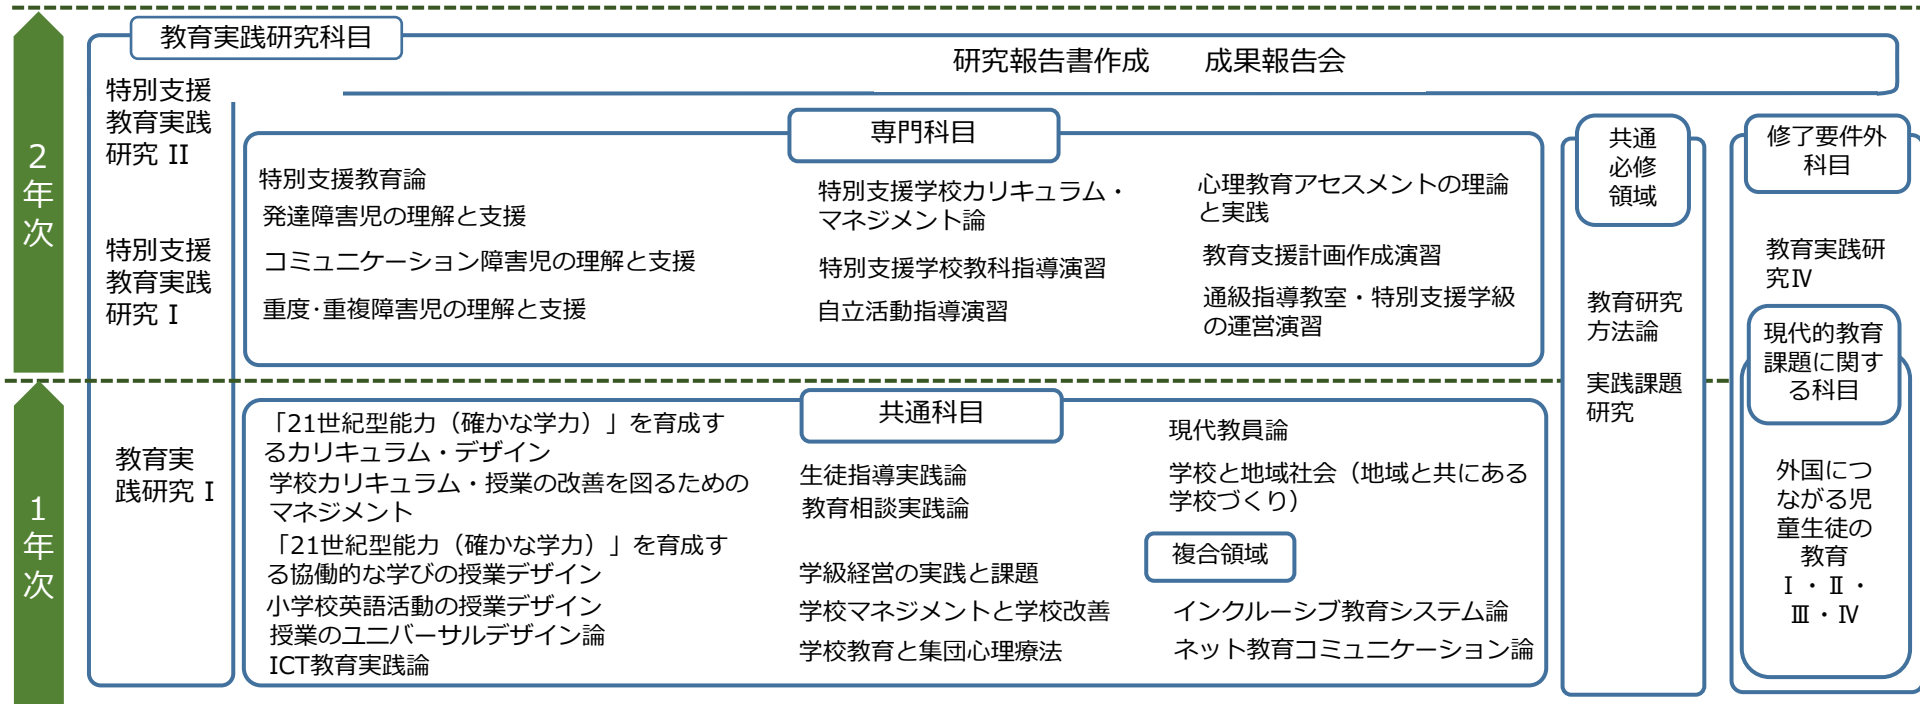 教育実践研究科目
研究報告書作成　　成果報告会
2
年
次
特別支援
教育実践
研究 II
特別支援
教育実践
研究 I
専門科目
特別支援教育論
発達障害児の理解と支援
コミュニケーション障害児の理解と支援
重度･重複障害児の理解と支援
特別支援学校カリキュラム・
マネジメント論
特別支援学校教科指導演習
自立活動指導演習
心理教育アセスメントの理論
と実践
教育支援計画作成演習
通級指導教室・特別支援学級
の運営演習
共通
必修
領域
教育研究
方法論
実践課題
研究
修了要件外
科目
教育実践研
究Ⅳ
現代的教育
課題に関す
る科目
外国につ
ながる児
童生徒の
教育
Ⅰ・Ⅱ・
Ⅲ・Ⅳ
1
年
次
教育実
践研究 I
共通科目
「21世紀型能力（確かな学力）」を育成す
るカリキュラム・デザイン
学校カリキュラム・授業の改善を図るための
マネジメント
「21世紀型能力（確かな学力）」を育成す
る協働的な学びの授業デザイン
小学校英語活動の授業デザイン
授業のユニバーサルデザイン論
ICT教育実践論
生徒指導実践論
教育相談実践論
学級経営の実践と課題
学校マネジメントと学校改善
学校教育と集団心理療法
現代教員論
学校と地域社会（地域と共にある
学校づくり）
複合領域
インクルーシブ教育システム論
ネット教育コミュニケーション論